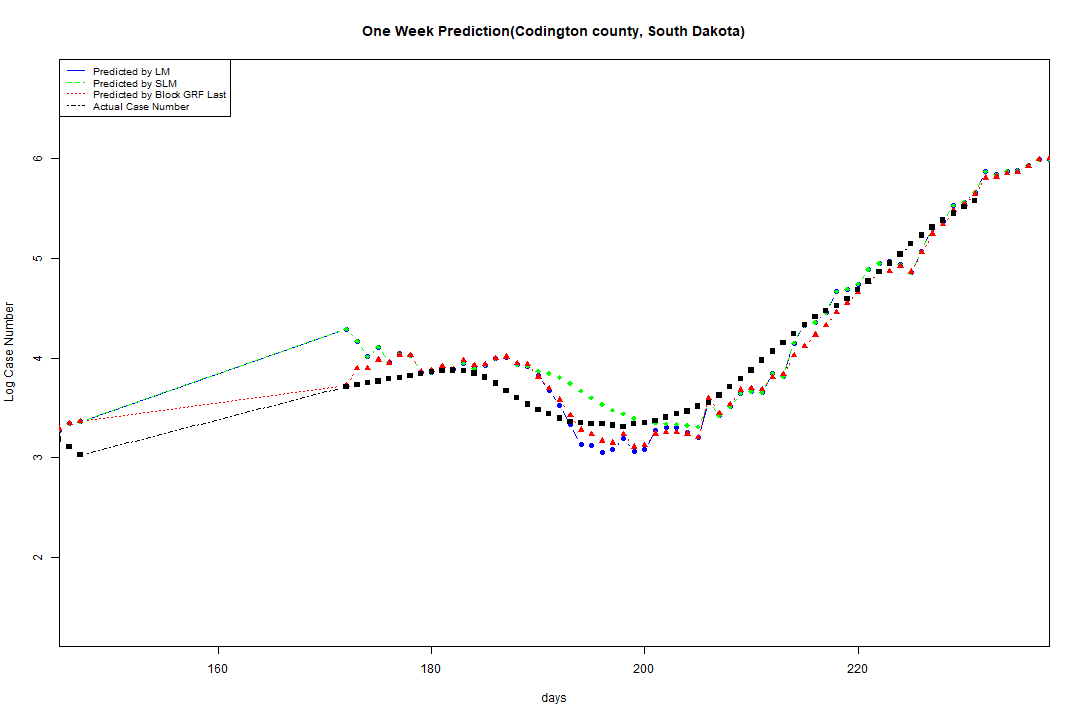 One Week Prediction(Codington county, South Dakota)
Predicted by LM
Predicted by SLM
Predicted by Block GRF Last
Actual Case Number
6
5
4
3
2
Log Case Number
160 180 200 220
days